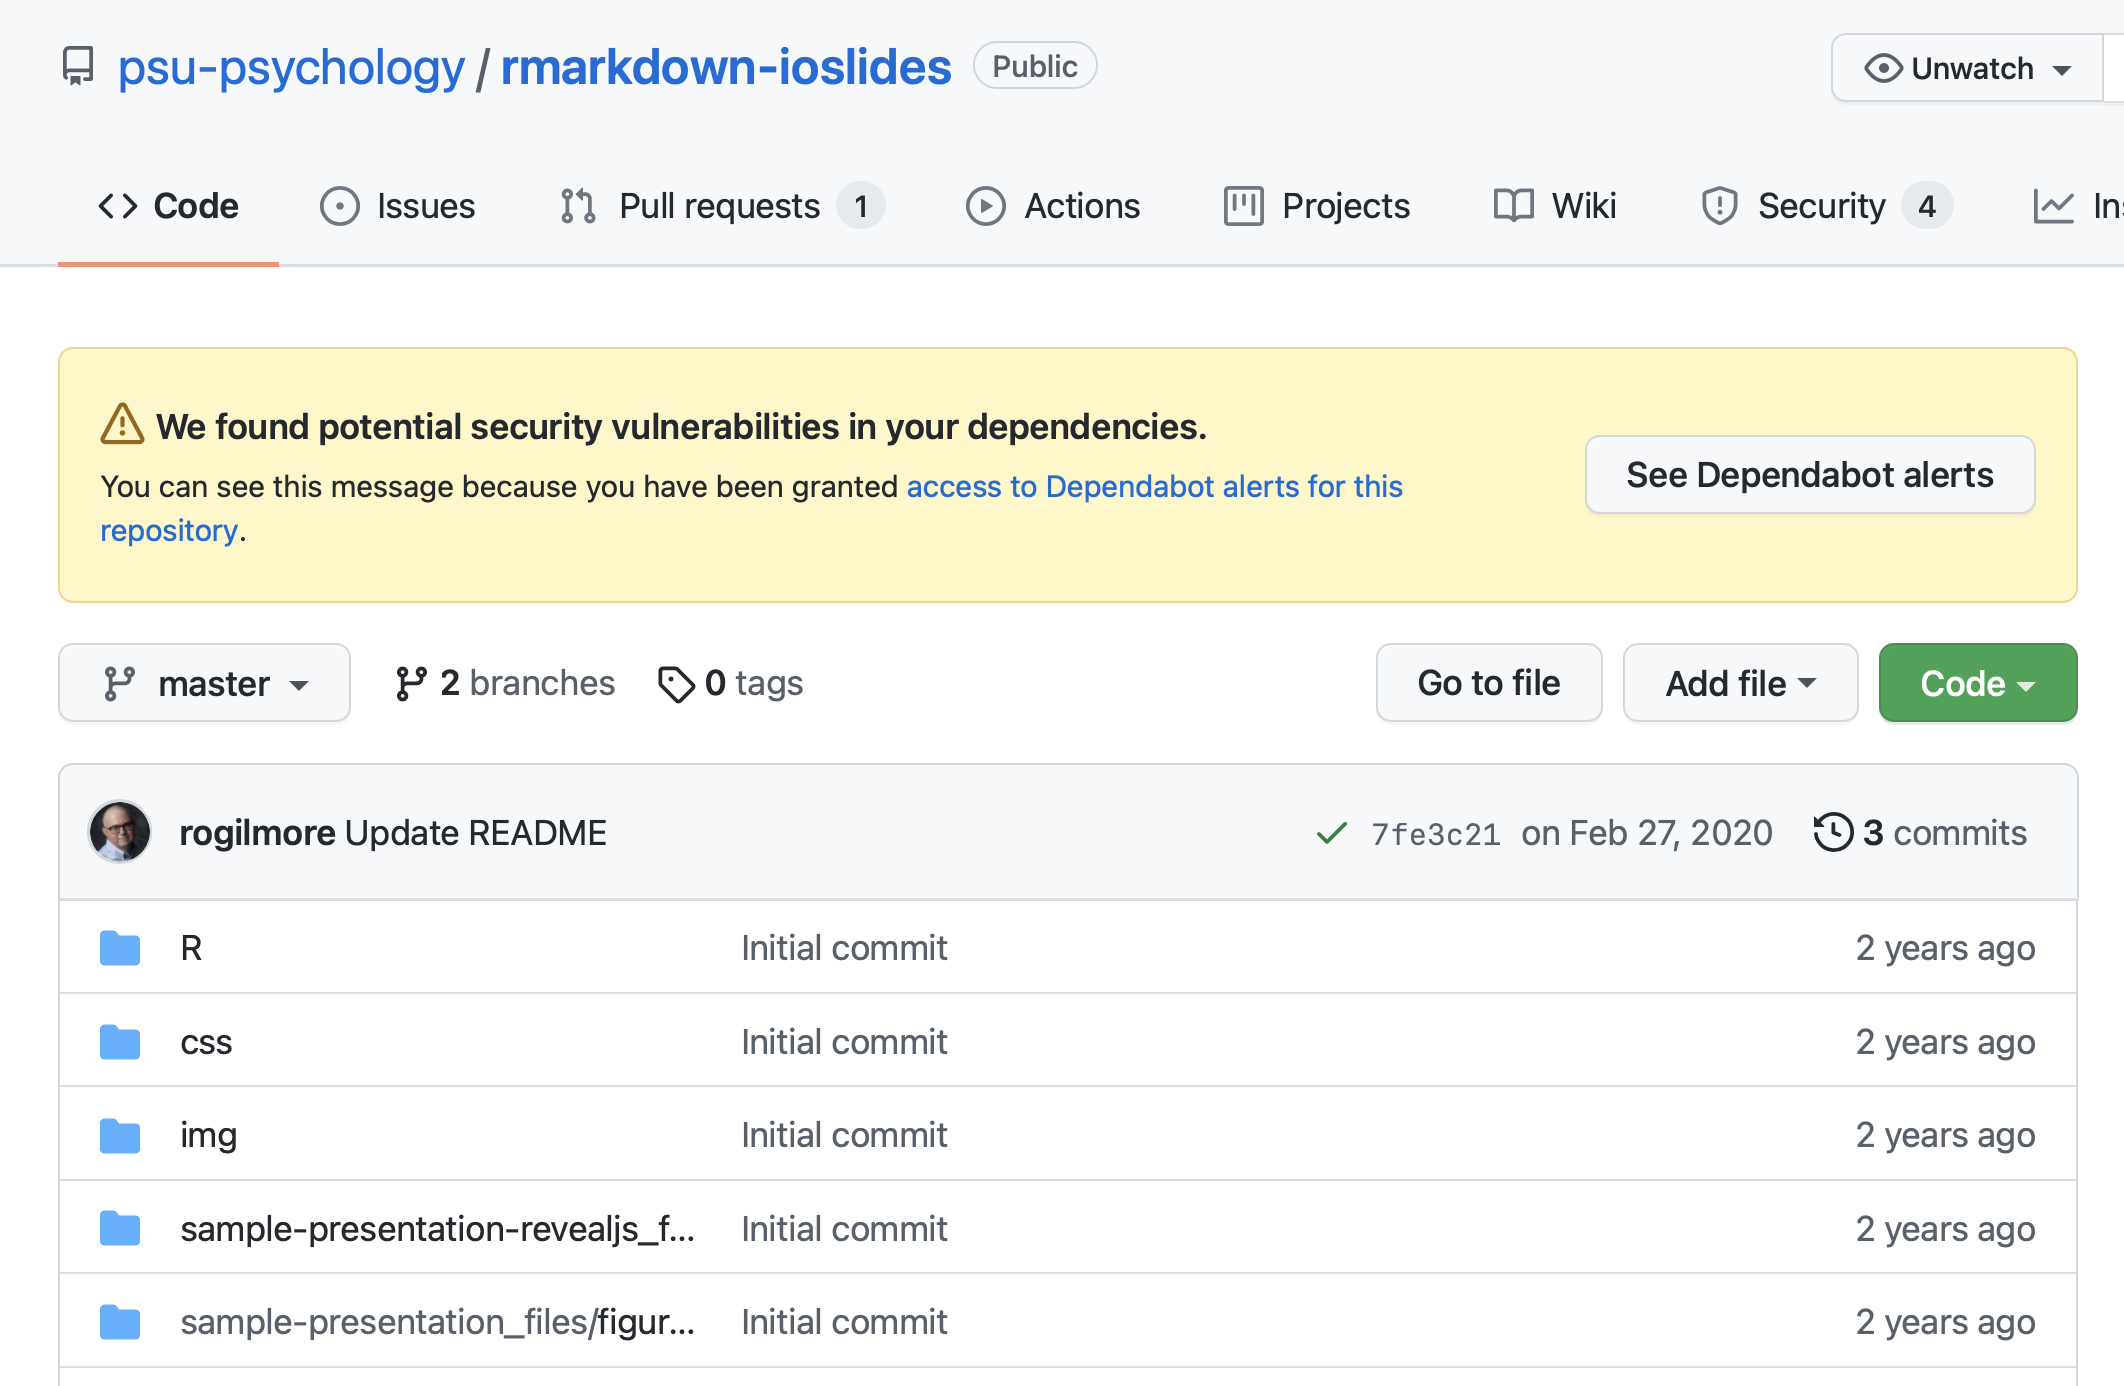 psu-psychology / rmarkdown-ioslides Public Unwatch
Code Issues Pull requests 1 Actions Projects Wiki Security 4 Ins
We found potential security vulnerabilities in your dependencies.
You can see this message because you have been granted access to Dependabot alerts for this
repository.
See Dependabot alerts
master 2 branches 0 tags Go to file Add file Code
rogilmore Update README 7fe3c21 on Feb 27, 2020 3 commits
R Initial commit 2 years ago
css Initial commit 2 years ago
img Initial commit 2 years ago
sample-presentation-revealjs_f... Initial commit 2 years ago
sample-presentation_files/figur... Initial commit 2 years ago